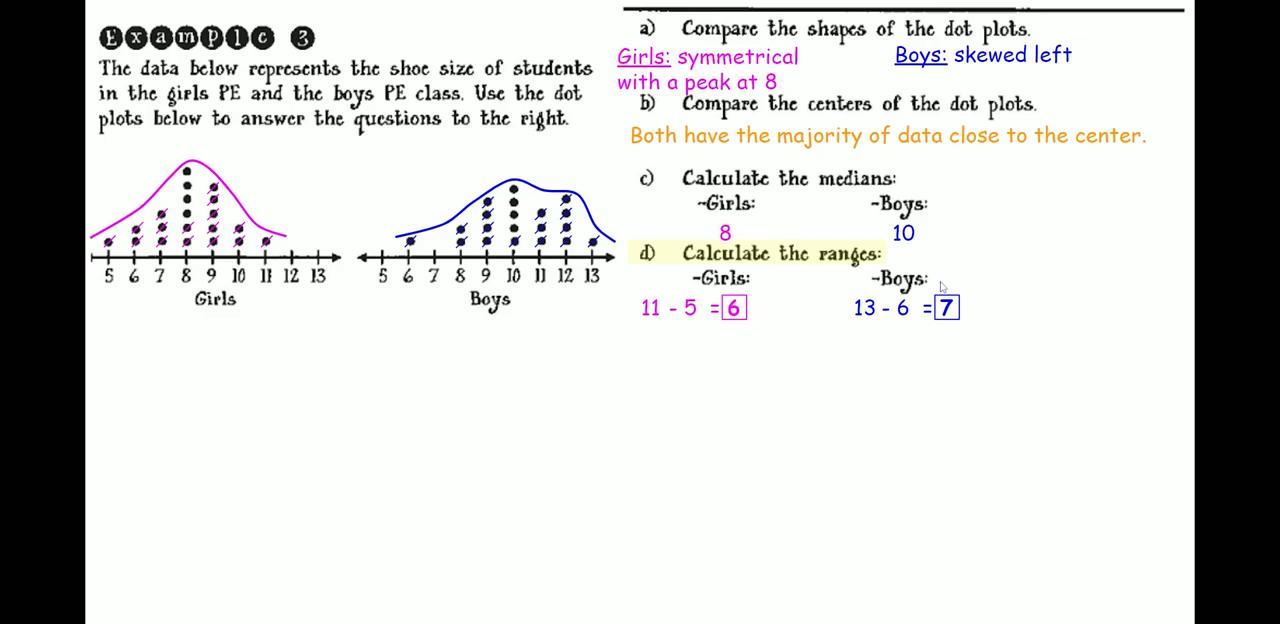 Example 3
The data below represents the shoe size of students
in the girls PE and the boys PE class. Use the dot
plots below to answer the questions to the right.
5 6 7 8 9 10 11 12 13
Girls
5 6 7 8 9 10 11 12 13
Boys
a) Compare the shapes of the dot plots.
Girls: symmetrical
with a peak at 8
Boys: skewed left
b) Compare the centers of the dot plots.
Both have the majority of data close to the center.
c) Calculate the medians:
-Girls: -Boys:
8 10
d) Calculate the ranges:
-Girls: -Boys:
11 - 5 = 6 13 - 6 = 7